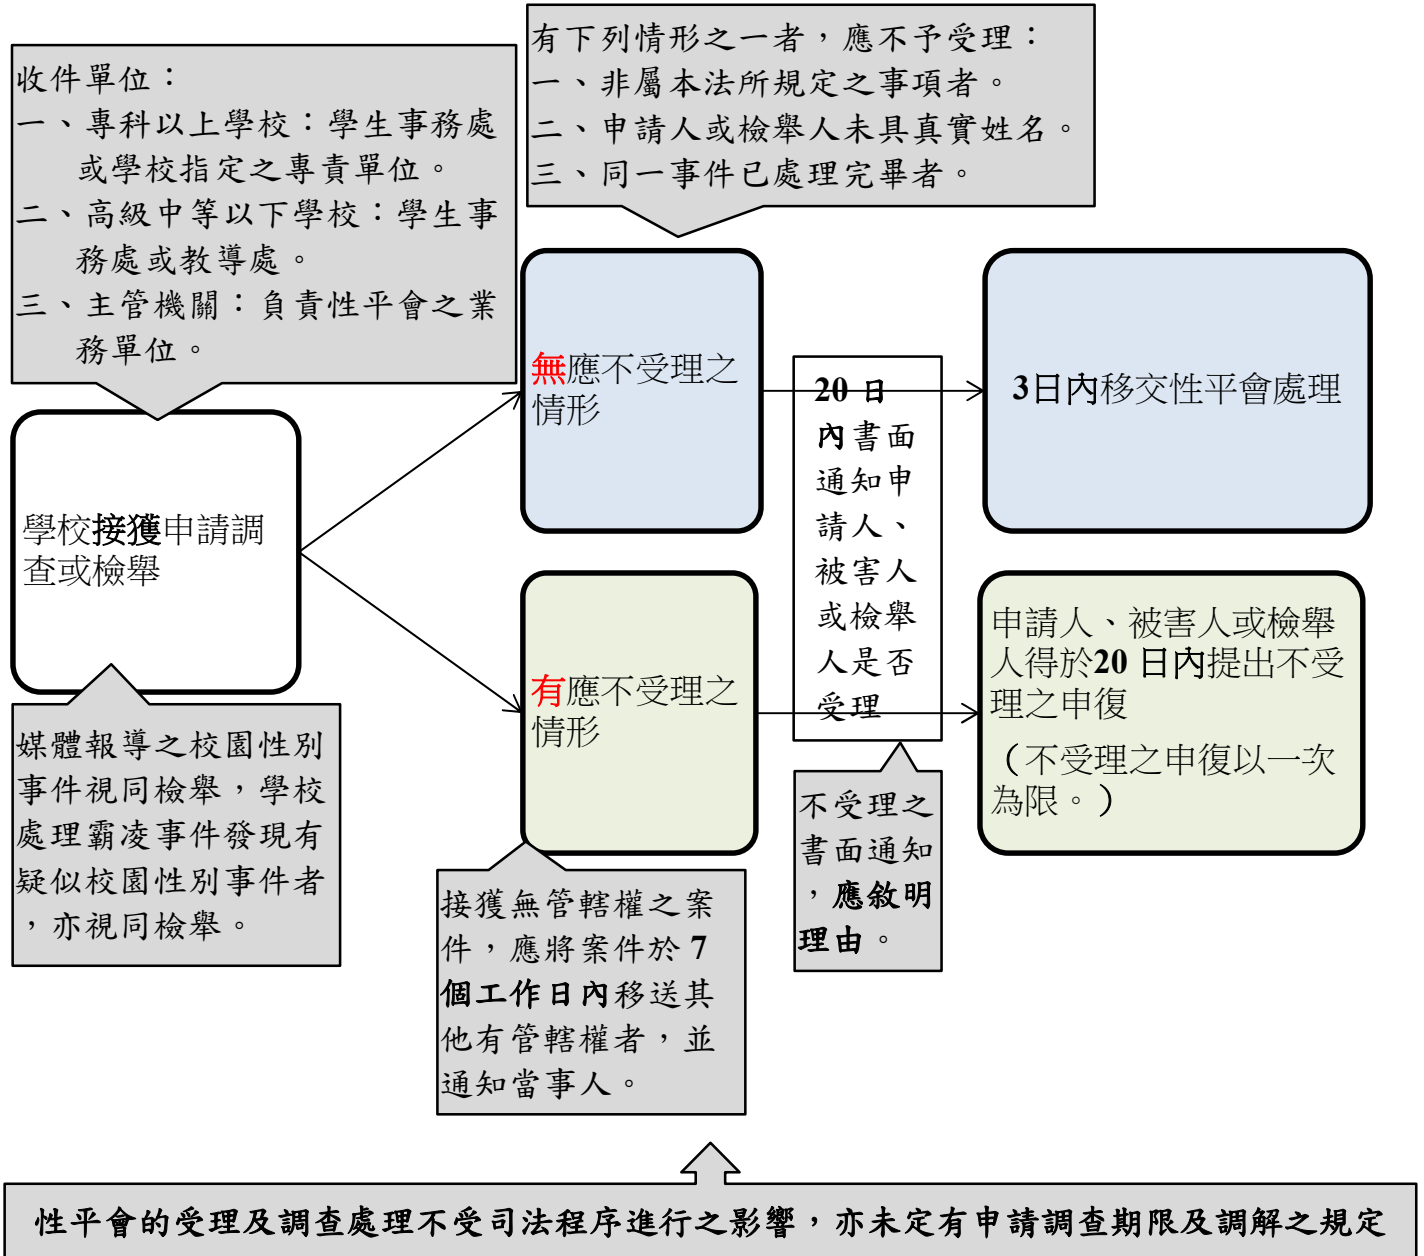 收件單位：
一、專科以上學校：學生事務處
或學校指定之專責單位。
二、高級中等以下學校：學生事
務處或教導處。
三、主管機關：負責性平會之業
務單位。
有下列情形之一者，應不予受理：
一、非屬本法所規定之事項者。
二、申請人或檢舉人未具真實姓名。
三、同一事件已處理完畢者。
學校接獲申請調
查或檢舉
無應不受理之
情形
20 日
內書面
通知申
請人、
被害人
或檢舉
人是否
受理
3日內移交性平會處理
有應不受理之
情形
申請人、被害人或檢舉
人得於20 日內提出不受
理之申復
（不受理之申復以一次
為限。）
媒體報導之校園性別
事件視同檢舉，學校
處理霸凌事件發現有
疑似校園性別事件者
，亦視同檢舉。
接獲無管轄權之案
件，應將案件於 7
個工作日內移送其
他有管轄權者，並
通知當事人。
不受理之
書面通知
，應敘明
理由。
性平會的受理及調查處理不受司法程序進行之影響，亦未定有申請調查期限及調解之規定